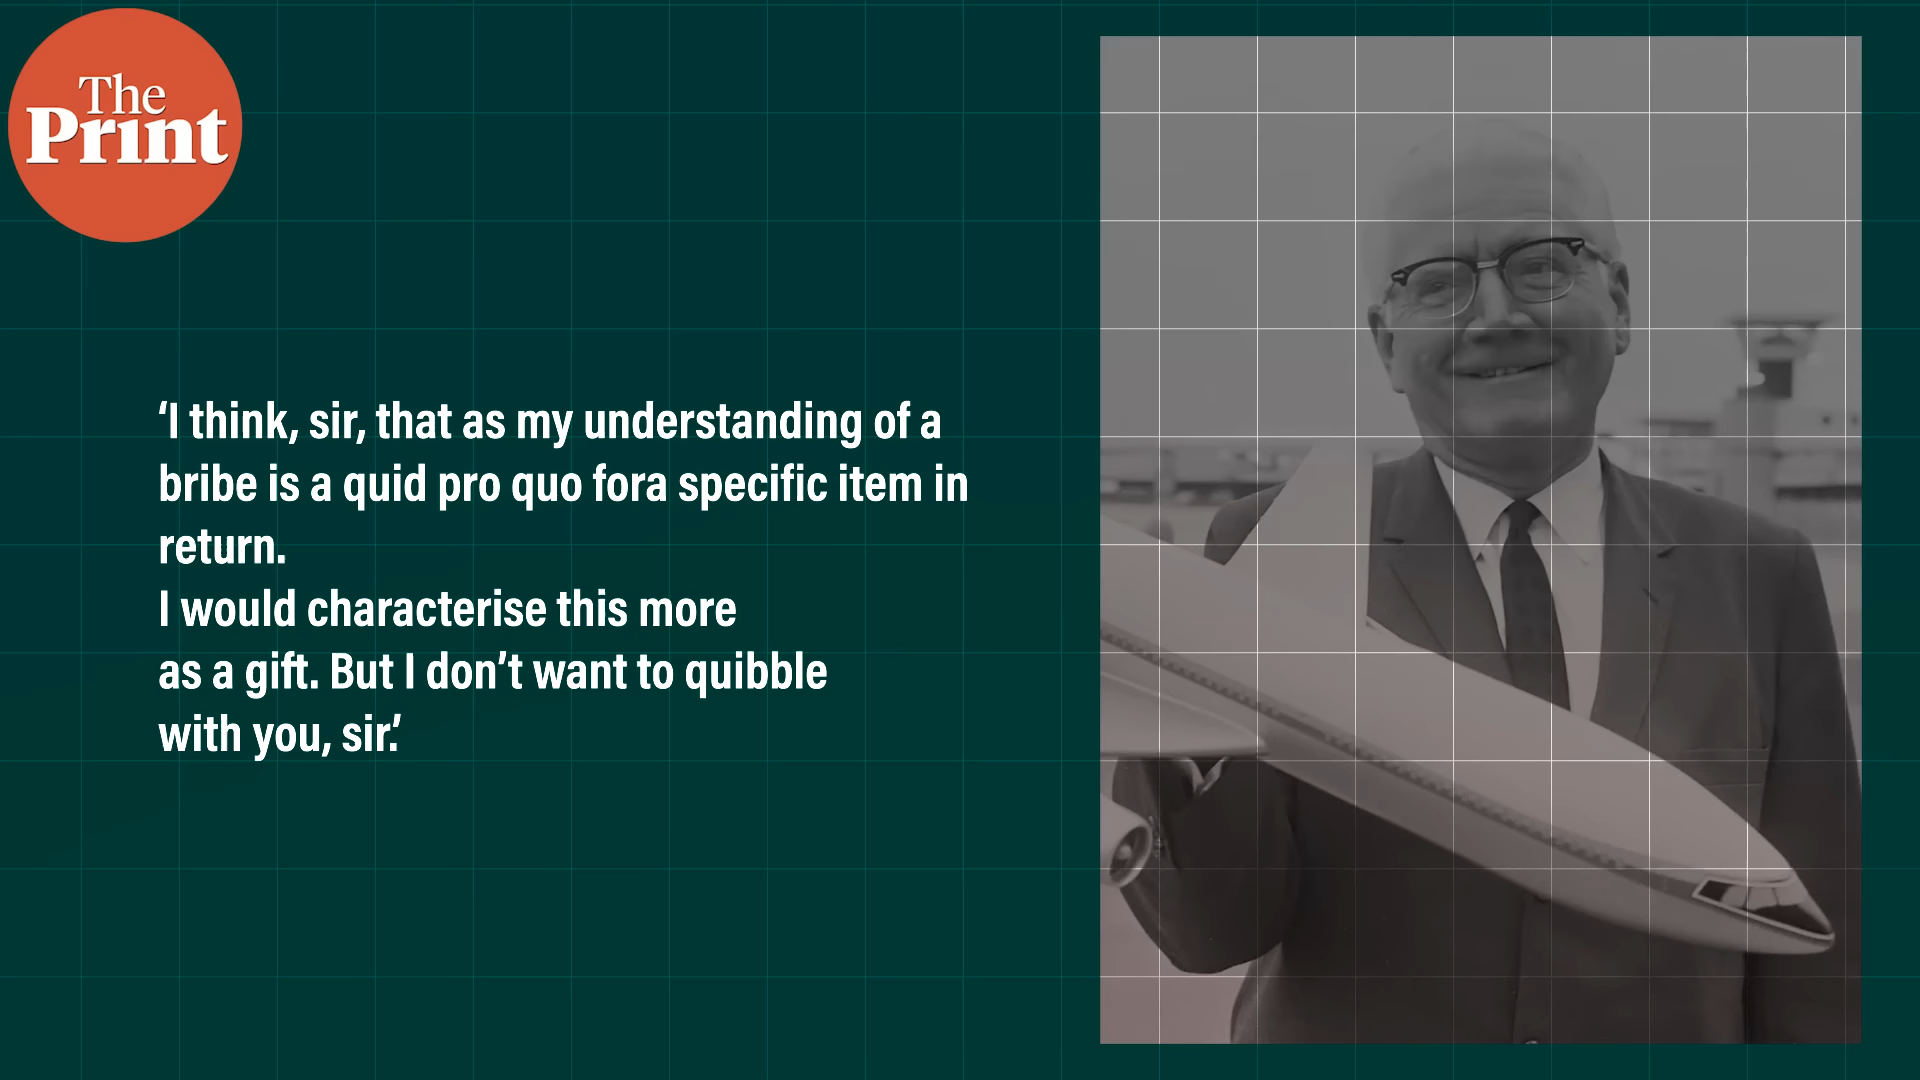 The
Print
‘I think, sir, that as my understanding of a
bribe is a quid pro quo fora specific item in
return.
I would characterise this more
as a gift. But I don’t want to quibble
with you, sir.’